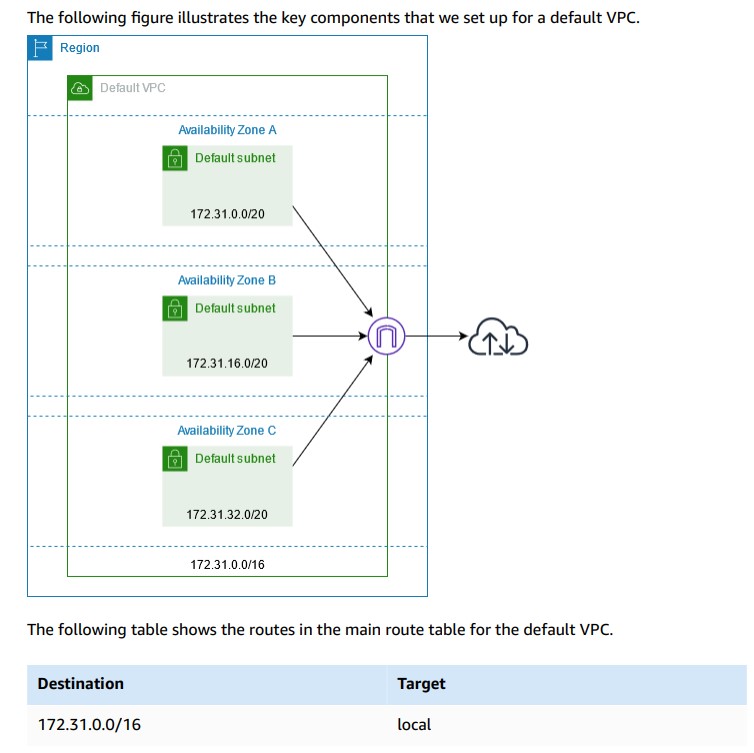 The following figure illustrates the key components that we set up for a default VPC.
Region
Default VPC
Availability Zone A
Default subnet
172.31.0.0/20
Availability Zone B
Default subnet
172.31.16.0/20
Availability Zone C
Default subnet
172.31.32.0/20
172.31.0.0/16
The following table shows the routes in the main route table for the default VPC.
Destination Target
172.31.0.0/16 local